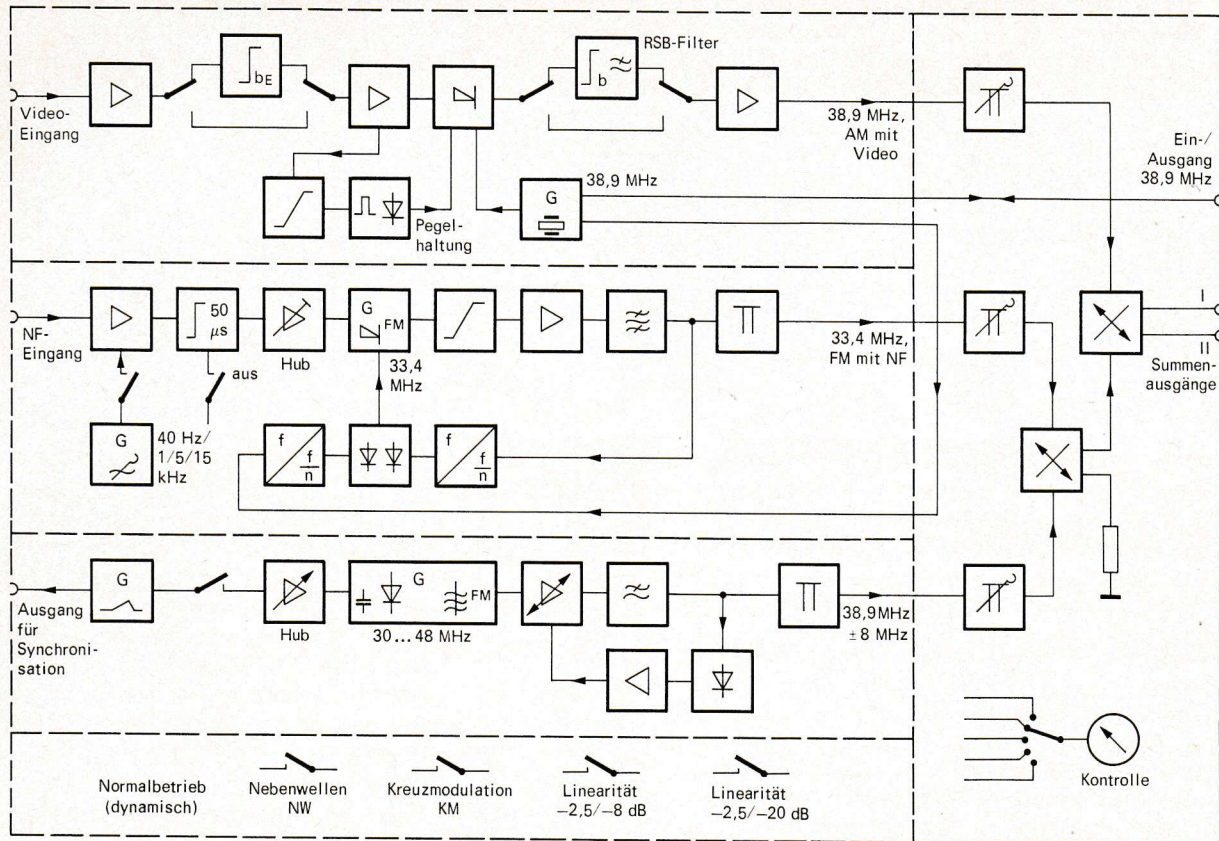 RSB-Filter
b_E
b
Video-
Eingang
38,9 MHz,
AM mit
Video
Ein-/
Ausgang
38,9 MHz
38,9 MHz
G
Pegel-
haltung
NF-
Eingang
50
µs
Hub
G
FM
33,4
MHz
aus
33,4 MHz,
FM mit NF
I
II
Summen-
ausgänge
G
40 Hz/
1/5/15
kHz
f
f/n
f
f/n
Ausgang
für
Synchroni-
sation
G
Hub
G
FM
30 ... 48 MHz
38,9MHz
±8 MHz
Normalbetrieb
(dynamisch)
Nebenwellen
NW
Kreuzmodulation
KM
Linearität
–2,5/–8 dB
Linearität
–2,5/–20 dB
Kontrolle